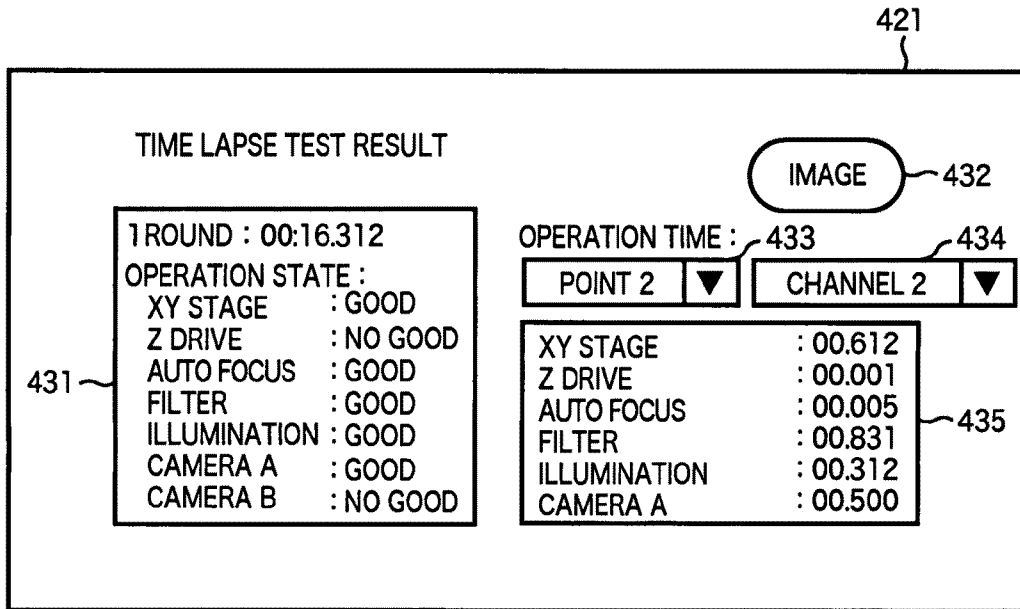 421
TIME LAPSE TEST RESULT
IMAGE
432
1 ROUND : 00:16.312
OPERATION STATE :
XY STAGE : GOOD
Z DRIVE : NO GOOD
AUTO FOCUS : GOOD
FILTER : GOOD
ILLUMINATION : GOOD
CAMERA A : GOOD
CAMERA B : NO GOOD
431
OPERATION TIME :
433
434
POINT 2 ▼
CHANNEL 2 ▼
XY STAGE : 00.612
Z DRIVE : 00.001
AUTO FOCUS : 00.005
FILTER : 00.831
ILLUMINATION : 00.312
CAMERA A : 00.500
435